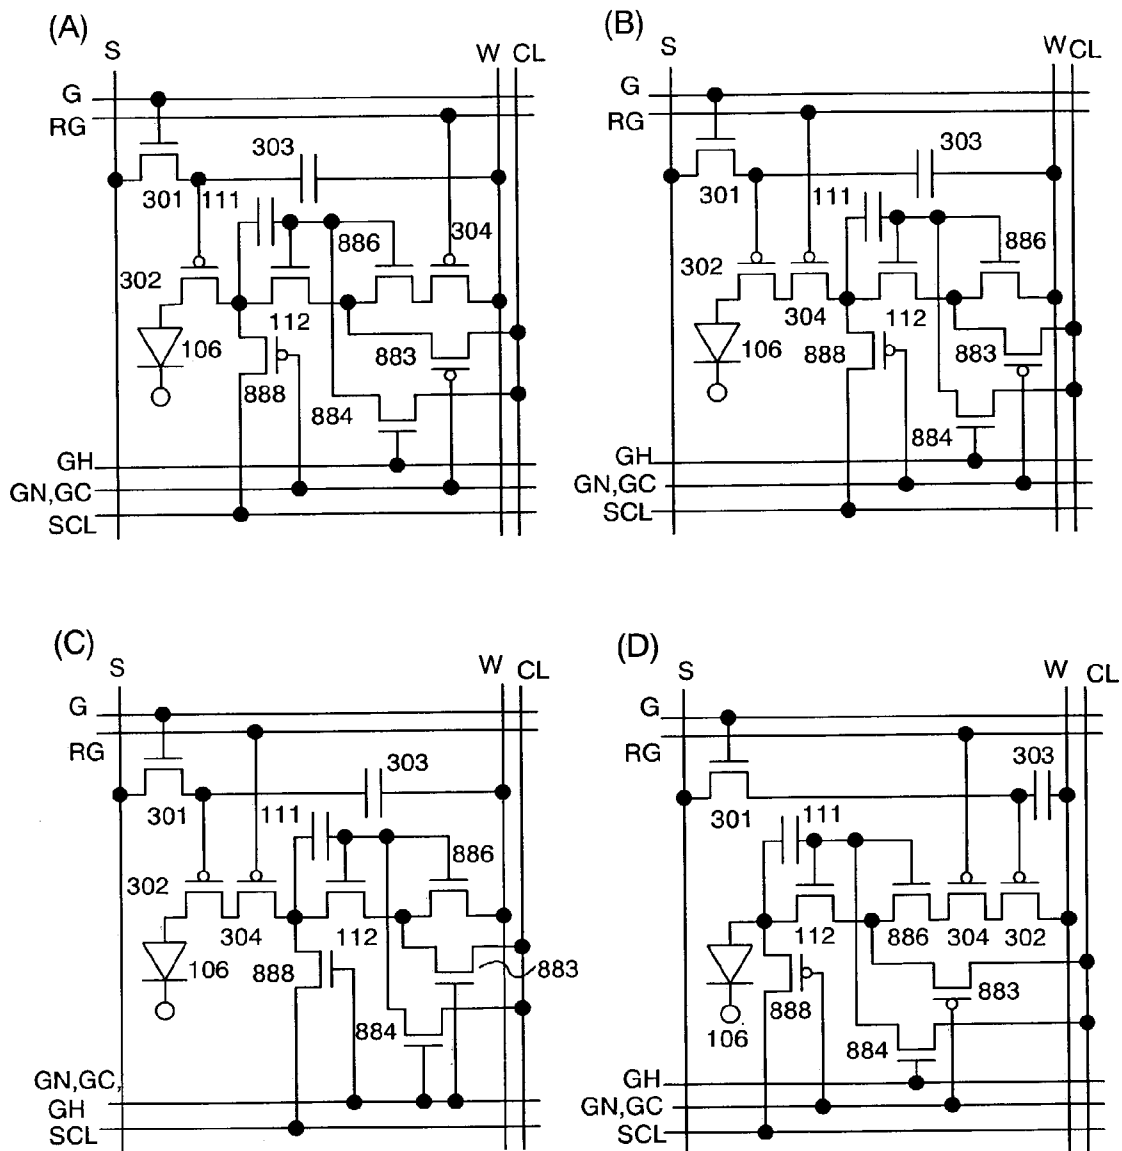 (A)
S
W CL
G
RG
303
301 111
886 304
302
112
106
883
888
884
GH
GN,GC
SCL
(B)
S
W CL
G
RG
303
301
111
886
302
304
112
106
888
883
884
GH
GN,GC
SCL
(C)
S
W CL
G
RG
303
301
111
886
302
304
112
106
888
883
884
GN,GC,
GH
SCL
(D)
S
W CL
G
RG
303
301
111
112
886 304 302
883
888
106
884
GH
GN,GC
SCL